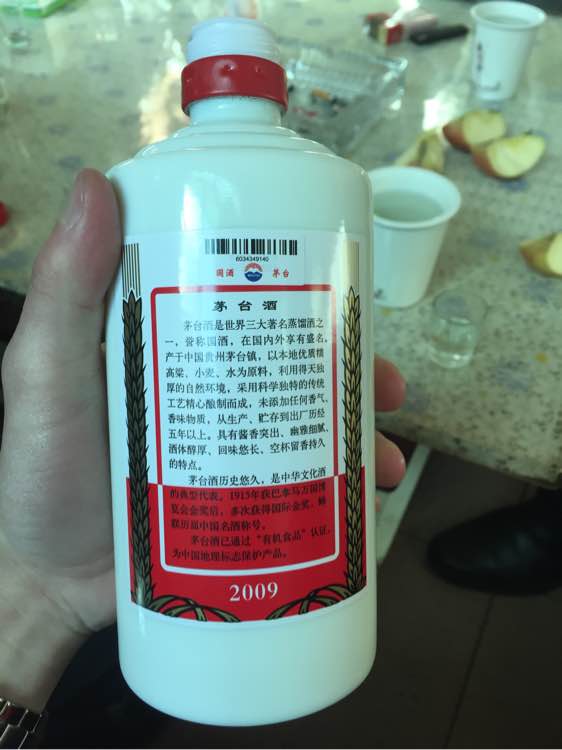 6034349140
国酒 茅台
茅台酒
茅台酒是世界三大著名蒸馏酒之
一，誉称国酒，在国内外享有盛名。
产于中国贵州茅台镇，以本地优质糯
高粱、小麦、水为原料，利用得天独
厚的自然环境，采用科学独特的传统
工艺精心酿制而成，未添加任何香气、
香味物质，从生产、贮存到出厂历经
五年以上。具有酱香突出、幽雅细腻、
酒体醇厚、回味悠长、空杯留香持久
的特点。
茅台酒历史悠久，是中华文化酒
的典型代表。1915年获巴拿马万国博
览会金奖后，多次获得国际金奖，蝉
联历届中国名酒称号。
茅台酒已通过“有机食品”认证，
为中国地理标志保护产品。
2009